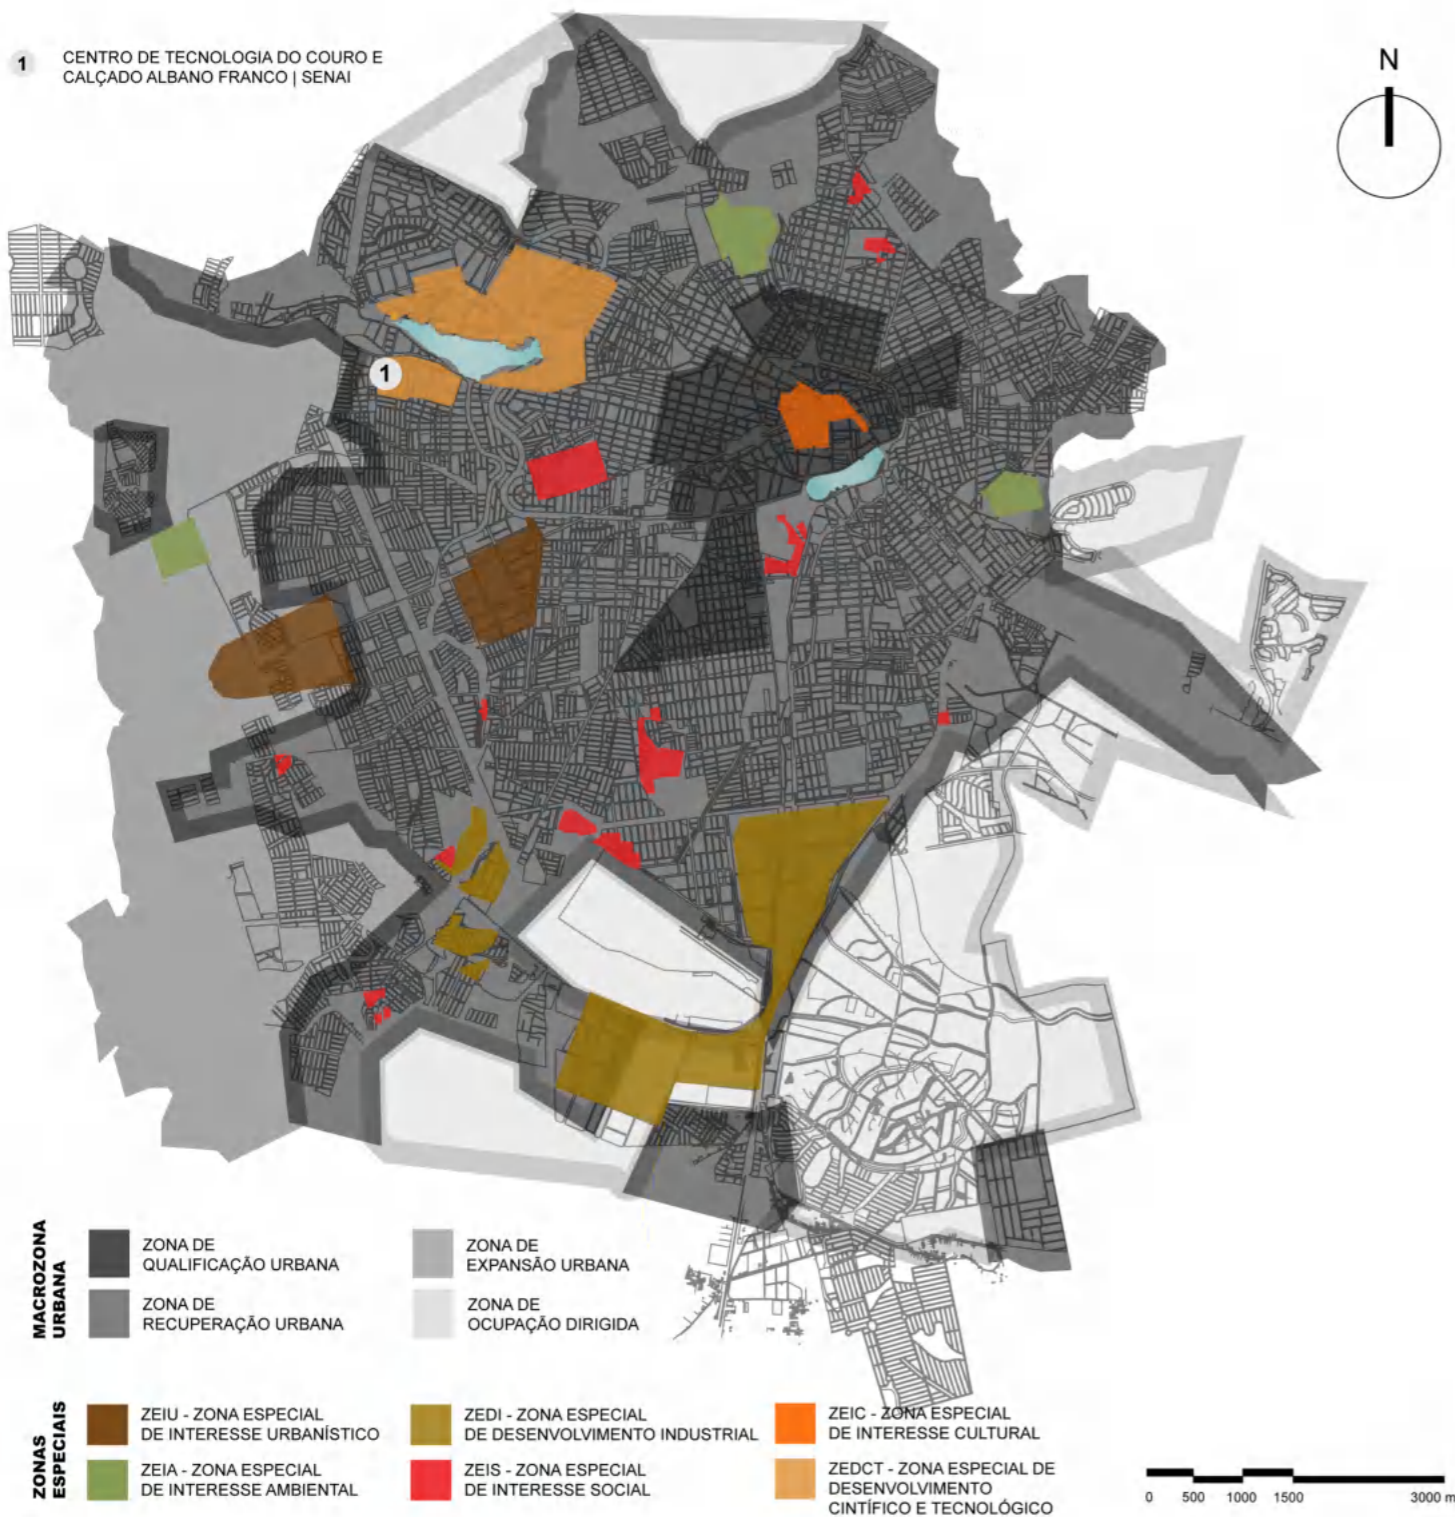 1 CENTRO DE TECNOLOGIA DO COURO E
CALÇADO ALBANO FRANCO | SENAI
N
1
MACROZONA
URBANA
ZONA DE
QUALIFICAÇÃO URBANA
ZONA DE
EXPANSÃO URBANA
ZONA DE
RECUPERAÇÃO URBANA
ZONA DE
OCUPAÇÃO DIRIGIDA
ZONAS
ESPECIAIS
ZEIU - ZONA ESPECIAL
DE INTERESSE URBANÍSTICO
ZEDI - ZONA ESPECIAL
DE DESENVOLVIMENTO INDUSTRIAL
ZEIC - ZONA ESPECIAL
DE INTERESSE CULTURAL
ZEIA - ZONA ESPECIAL
DE INTERESSE AMBIENTAL
ZEIS - ZONA ESPECIAL
DE INTERESSE SOCIAL
ZEDCT - ZONA ESPECIAL DE
DESENVOLVIMENTO
CINTÍFICO E TECNOLÓGICO
0 500 1000 1500 3000 m